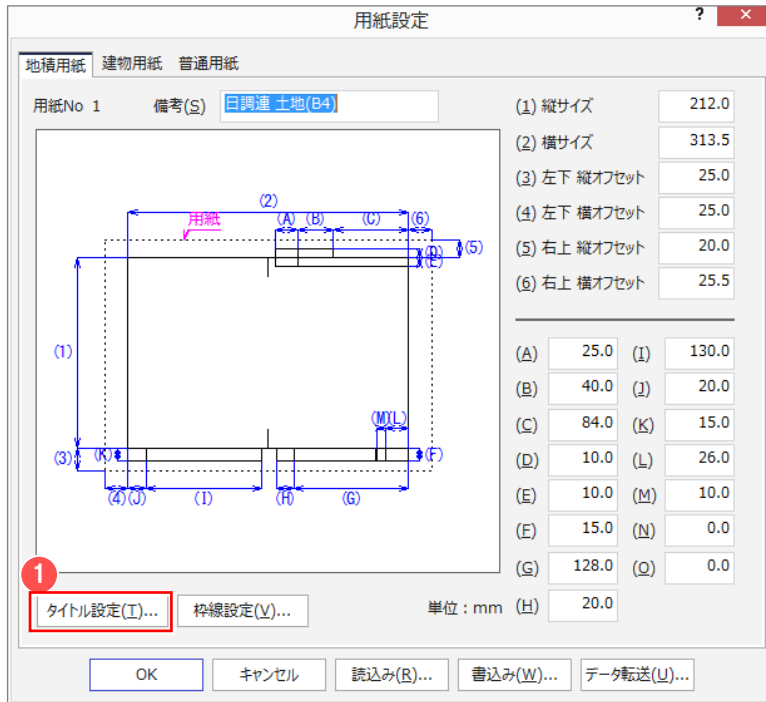 用紙設定
? ×
地積用紙 建物用紙 普通用紙
用紙No 1 備考(S) 日調連 土地(B4)
(1) 縦サイズ 212.0
(2) 横サイズ 313.5
(3) 左下 縦オフセット 25.0
(4) 左下 横オフセット 25.0
(5) 右上 縦オフセット 20.0
(6) 右上 横オフセット 25.5
(2)
用紙 (A) (B) (C) (6)
(D) (5)
(E)
(1)
(M)(L)
(3) (K) (F)
(4) (J) (I) (H) (G)
(A) 25.0 (I) 130.0
(B) 40.0 (J) 20.0
(C) 84.0 (K) 15.0
(D) 10.0 (L) 26.0
(E) 10.0 (M) 10.0
(F) 15.0 (N) 0.0
(G) 128.0 (O) 0.0
(H) 20.0
1
タイトル設定(T)... 枠線設定(V)... 単位：mm
OK キャンセル 読込み(R)... 書込み(W)... データ転送(U)...